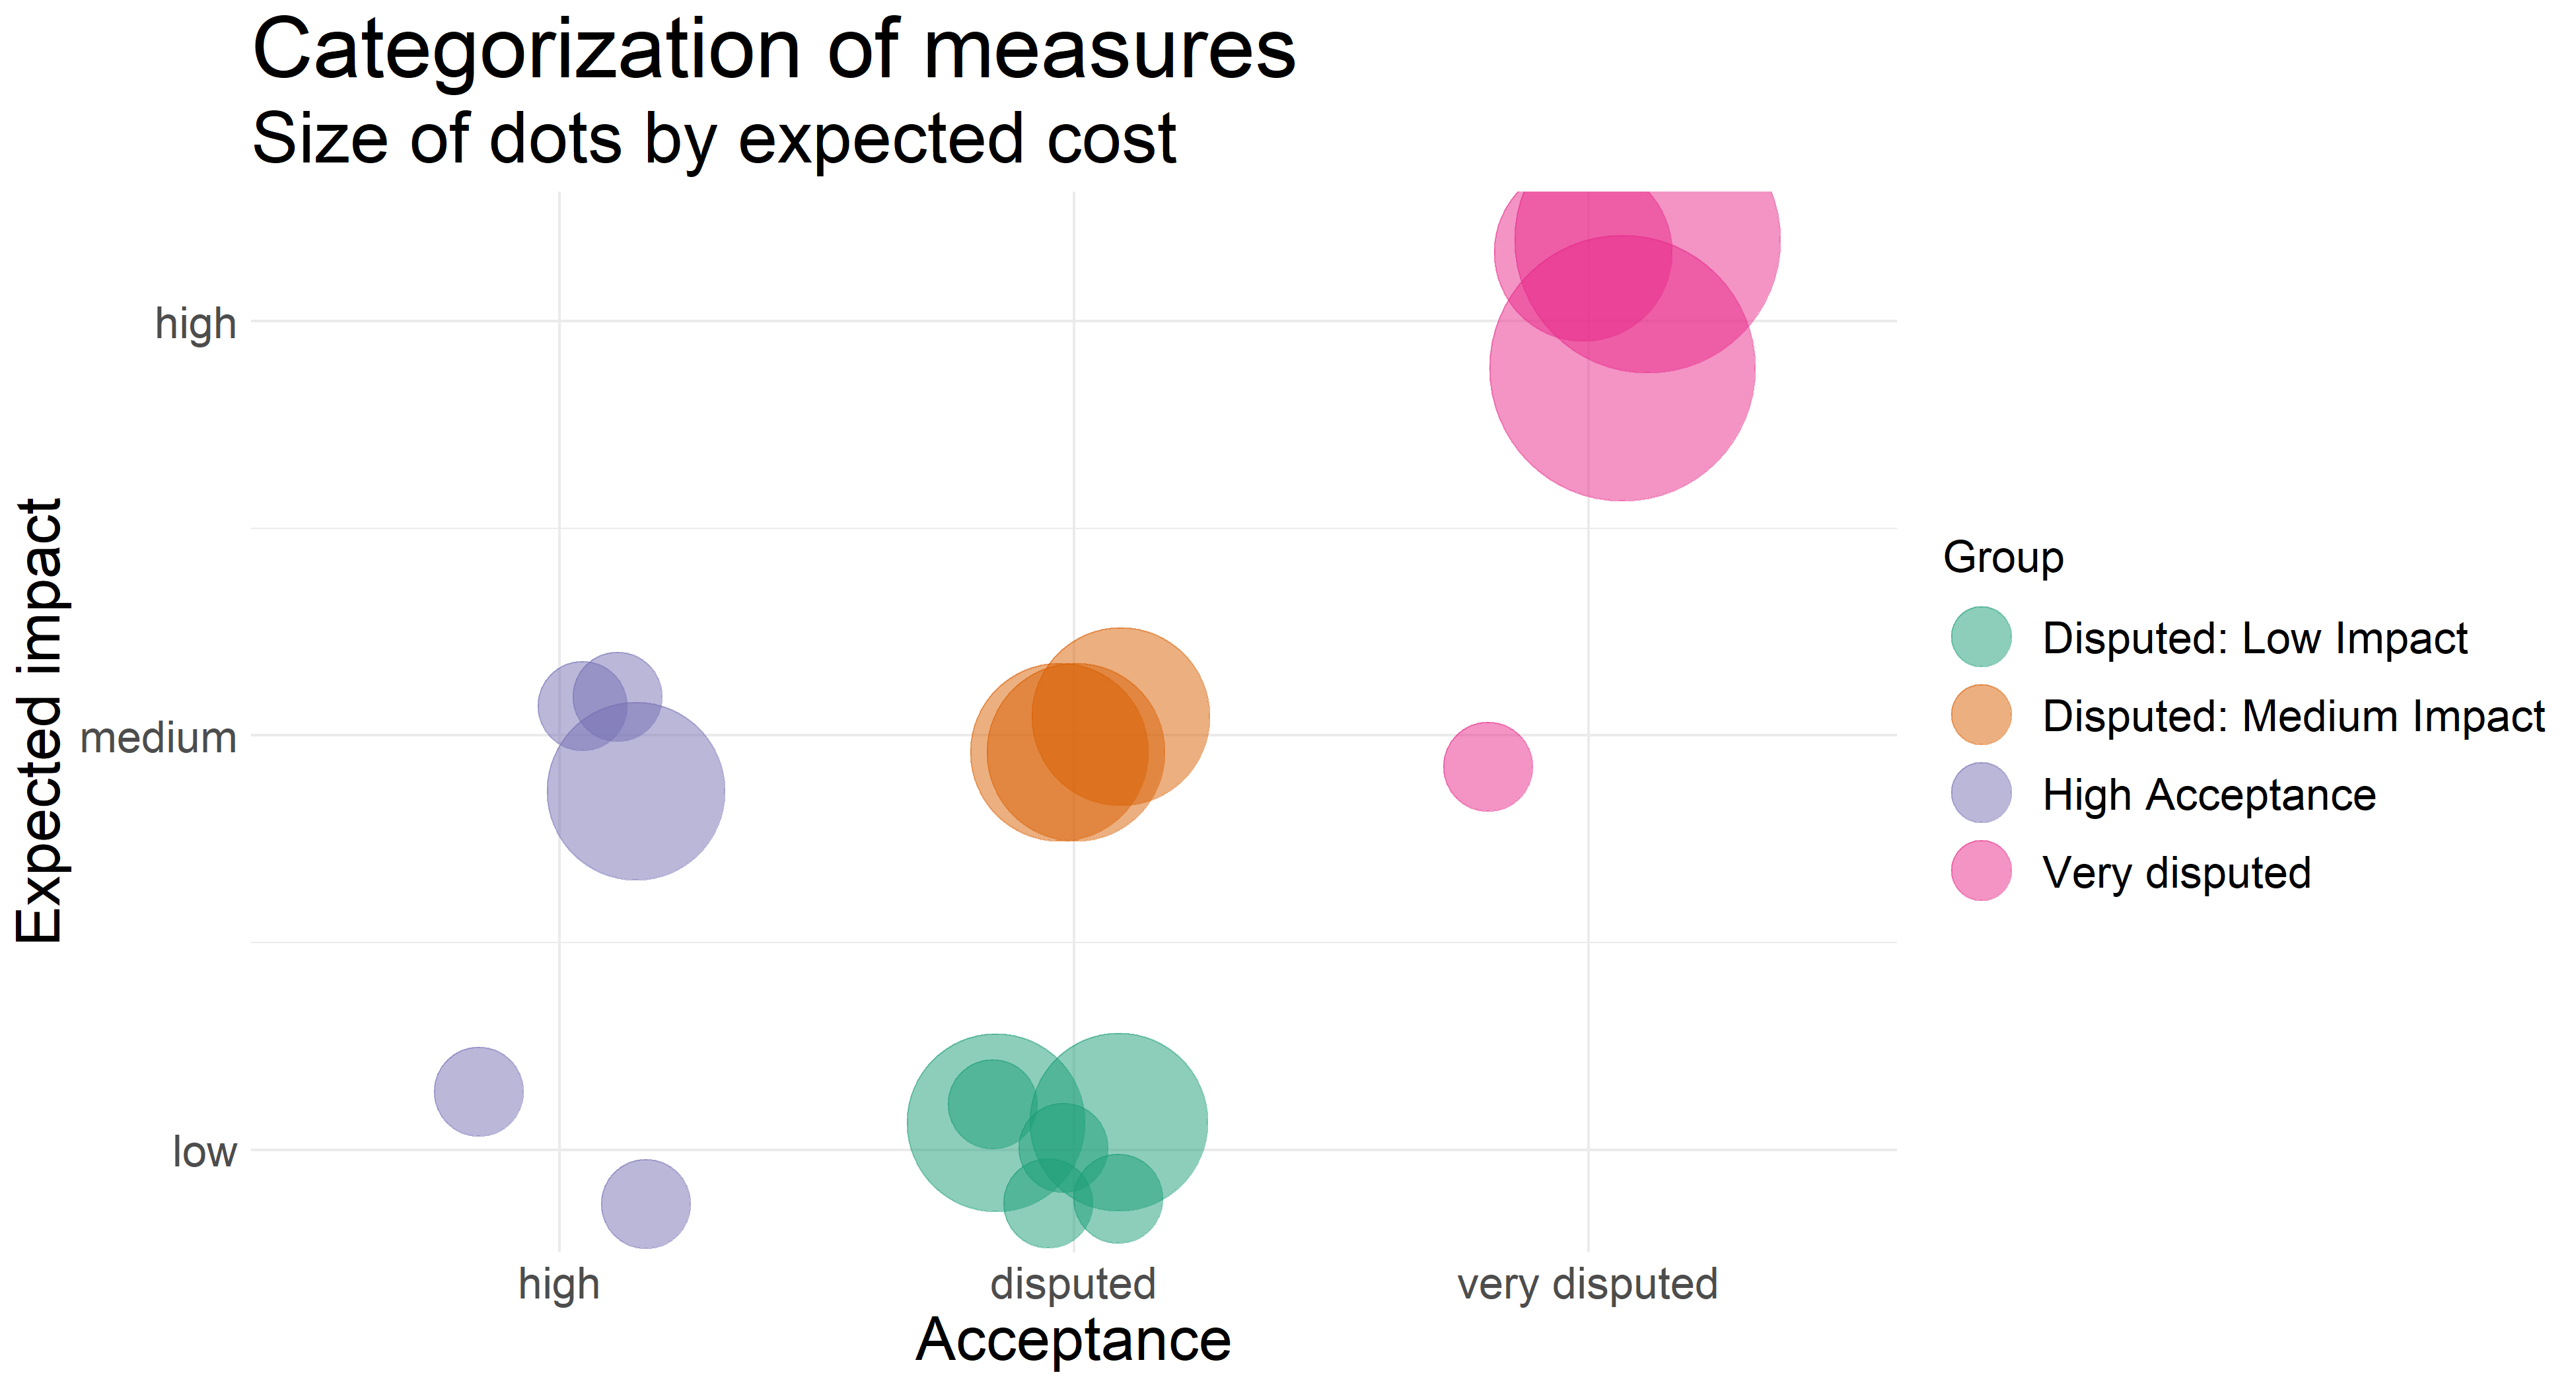 Categorization of measures
Size of dots by expected cost
Expected impact
high
medium
low
high
disputed
very disputed
Acceptance
Group
Disputed: Low Impact
Disputed: Medium Impact
High Acceptance
Very disputed